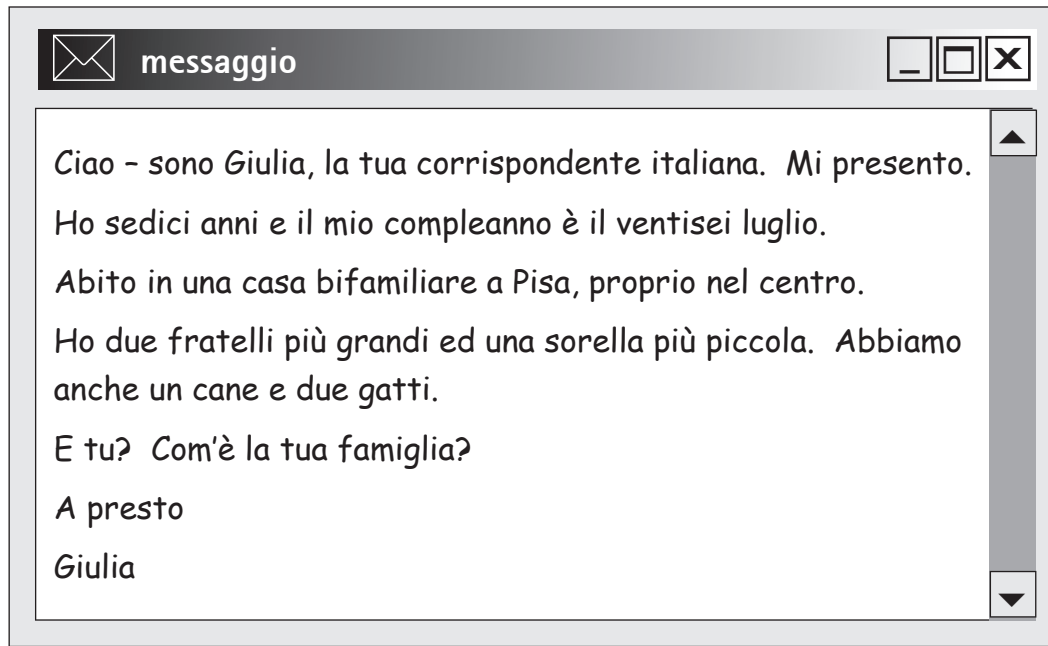 messaggio
Ciao – sono Giulia, la tua corrispondente italiana. Mi presento.
Ho sedici anni e il mio compleanno è il ventisei luglio.
Abito in una casa bifamiliare a Pisa, proprio nel centro.
Ho due fratelli più grandi ed una sorella più piccola. Abbiamo
anche un cane e due gatti.
E tu? Com'è la tua famiglia?
A presto
Giulia